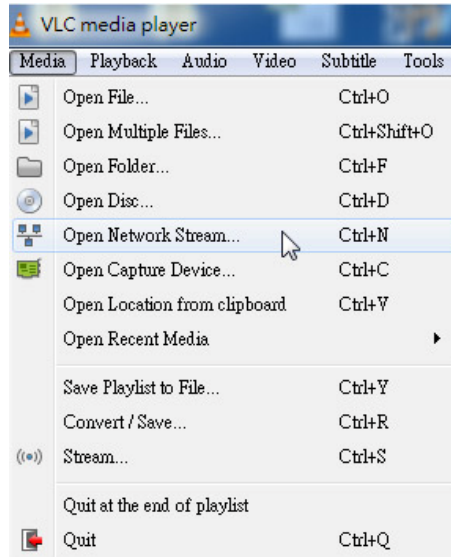 VLC media player
Media Playback Audio Video Subtitle Tools
Open File... Ctrl+O
Open Multiple Files... Ctrl+Shift+O
Open Folder... Ctrl+F
Open Disc... Ctrl+D
Open Network Stream... Ctrl+N
Open Capture Device... Ctrl+C
Open Location from clipboard Ctrl+V
Open Recent Media
Save Playlist to File... Ctrl+Y
Convert / Save... Ctrl+R
Stream... Ctrl+S
Quit at the end of playlist
Quit Ctrl+Q